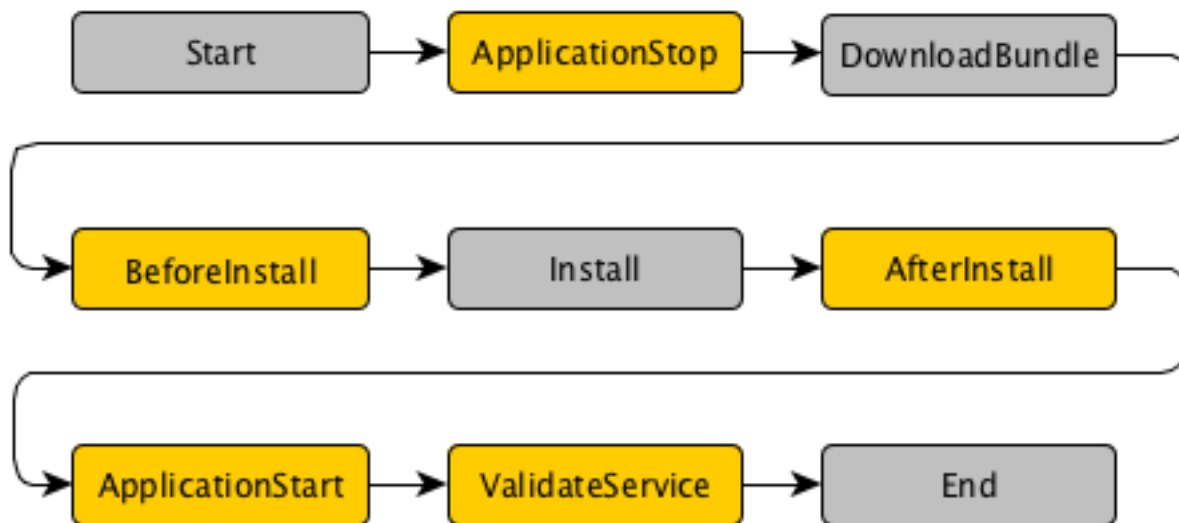 Start
ApplicationStop
DownloadBundle
BeforeInstall
Install
AfterInstall
ApplicationStart
ValidateService
End